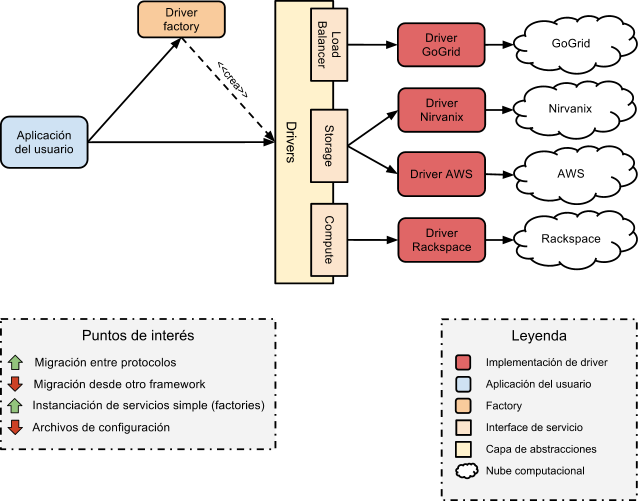 Driver
factory
<<crea>>
Aplicación
del usuario
Drivers
Load
Balancer
Storage
Compute
Driver
GoGrid
Driver
Nirvanix
Driver AWS
Driver
Rackspace
GoGrid
Nirvanix
AWS
Rackspace
Puntos de interés
Migración entre protocolos
Migración desde otro framework
Instanciación de servicios simple (factories)
Archivos de configuración
Leyenda
Implementación de driver
Aplicación del usuario
Factory
Interface de servicio
Capa de abstracciones
Nube computacional